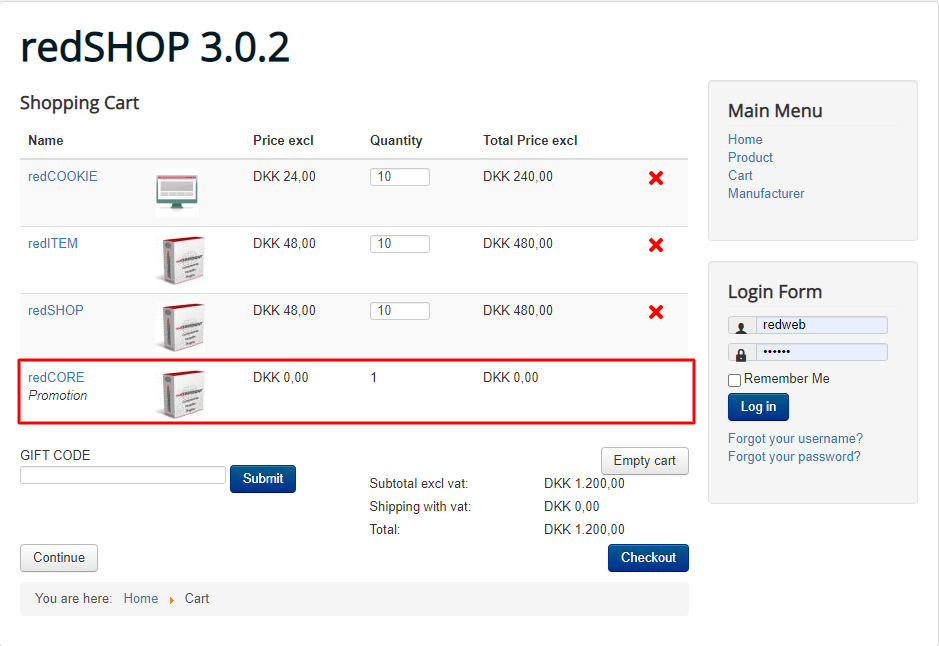 redSHOP 3.0.2
Shopping Cart
Name Price excl Quantity Total Price excl
redCOOKIE DKK 24,00 10 DKK 240,00
redITEM DKK 48,00 10 DKK 480,00
redSHOP DKK 48,00 10 DKK 480,00
redCORE DKK 0,00 1 DKK 0,00
Promotion
GIFT CODE
Submit
Empty cart
Subtotal excl vat: DKK 1.200,00
Shipping with vat: DKK 0,00
Total: DKK 1.200,00
Continue
Checkout
You are here: Home Cart
Main Menu
Home
Product
Cart
Manufacturer
Login Form
redweb
••••••
Remember Me
Log in
Forgot your username?
Forgot your password?